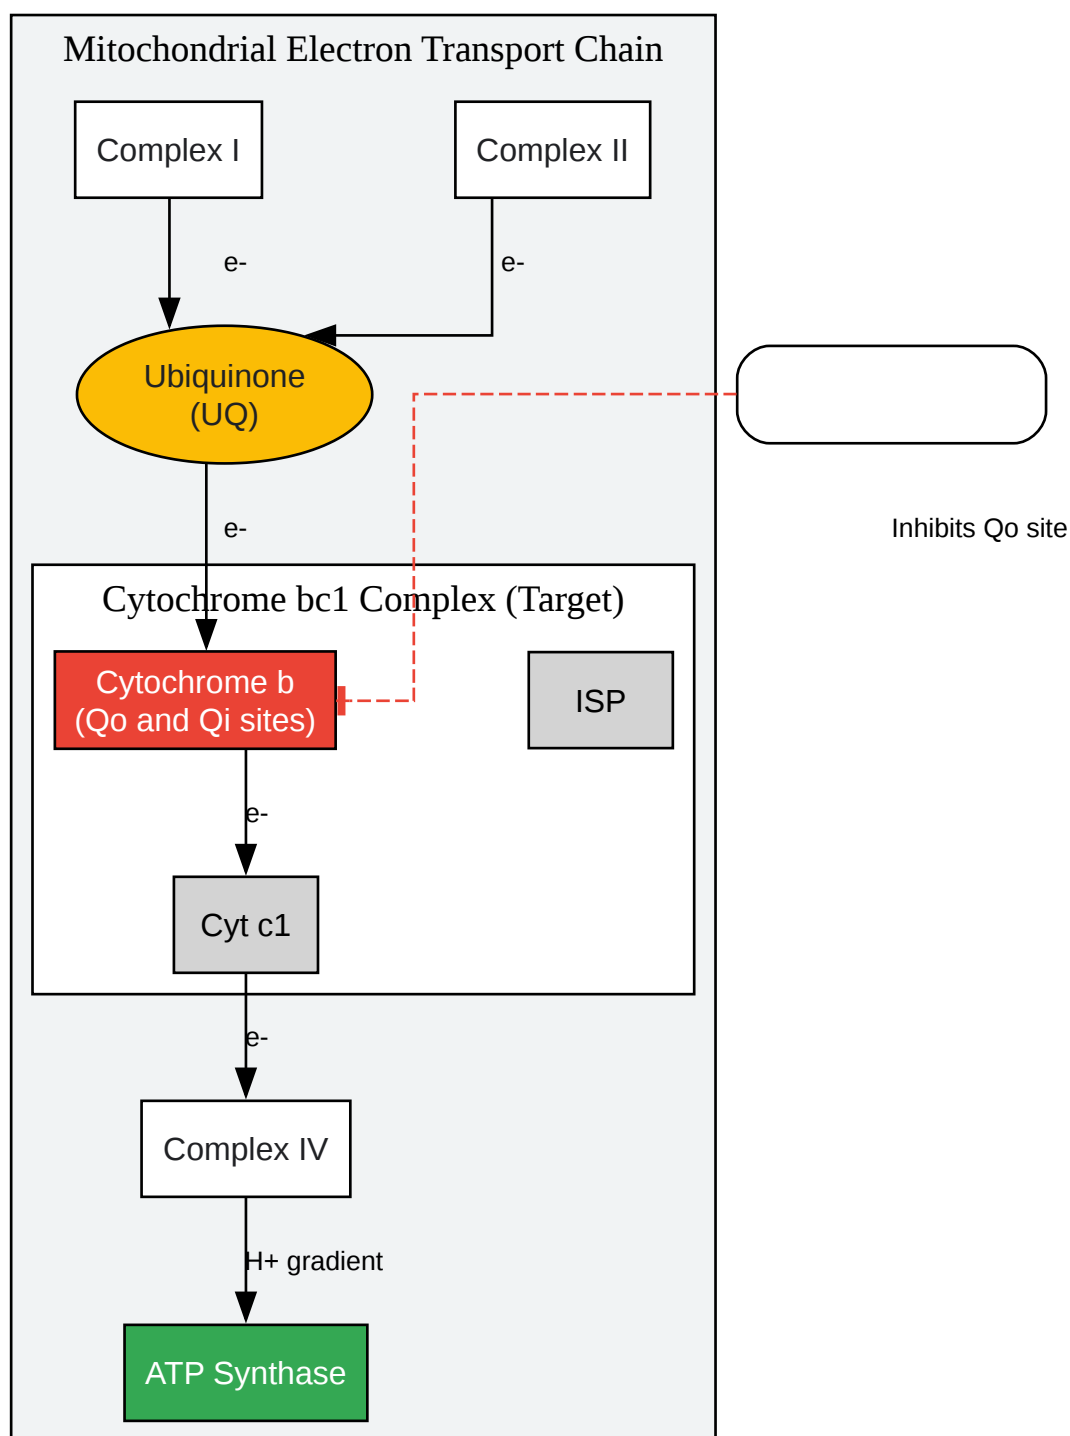 Mitochondrial Electron Transport Chain
Complex I
Complex II
e-
e-
Ubiquinone
(UQ)
e-
Inhibits Qo site
Cytochrome bc1 Complex (Target)
Cytochrome b
(Qo and Qi sites)
ISP
e-
Cyt c1
e-
Complex IV
H+ gradient
ATP Synthase